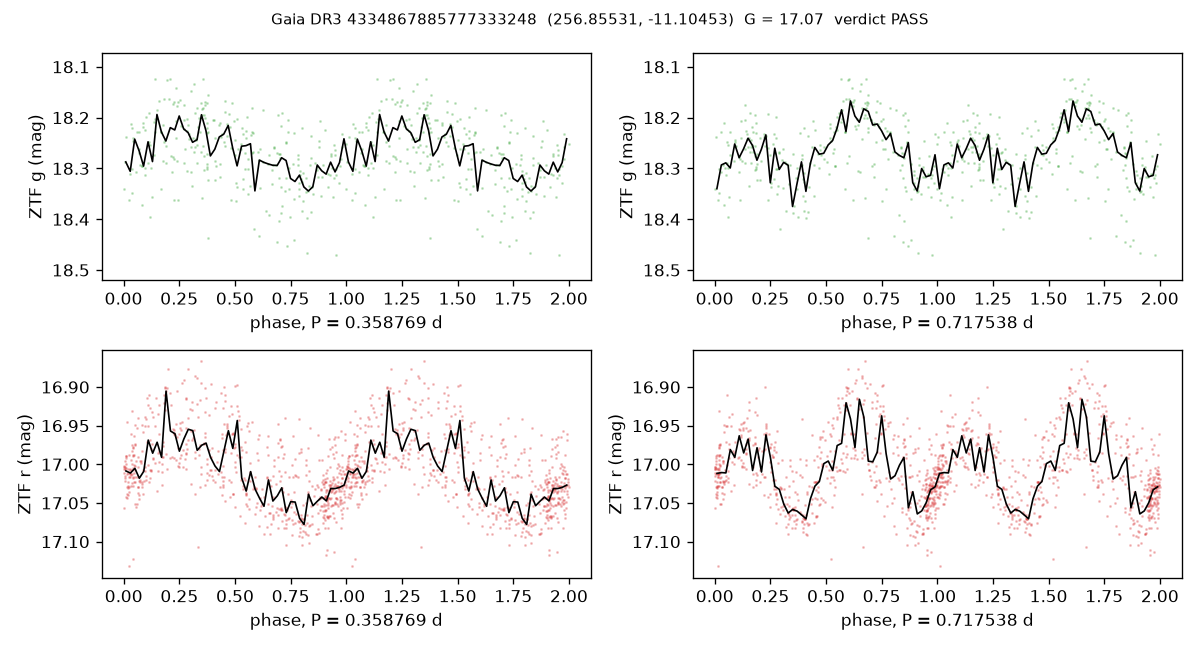 Gaia DR3 4334867885777333248 (256.85531, -11.10453) G = 17.07 verdict PASS
18.1
18.2
18.3
18.4
18.5
ZTF g (mag)
0.00 0.25 0.50 0.75 1.00 1.25 1.50 1.75 2.00
phase, P = 0.358769 d
18.1
18.2
18.3
18.4
18.5
ZTF g (mag)
0.00 0.25 0.50 0.75 1.00 1.25 1.50 1.75 2.00
phase, P = 0.717538 d
16.90
16.95
17.00
17.05
17.10
ZTF r (mag)
0.00 0.25 0.50 0.75 1.00 1.25 1.50 1.75 2.00
phase, P = 0.358769 d
16.90
16.95
17.00
17.05
17.10
ZTF r (mag)
0.00 0.25 0.50 0.75 1.00 1.25 1.50 1.75 2.00
phase, P = 0.717538 d